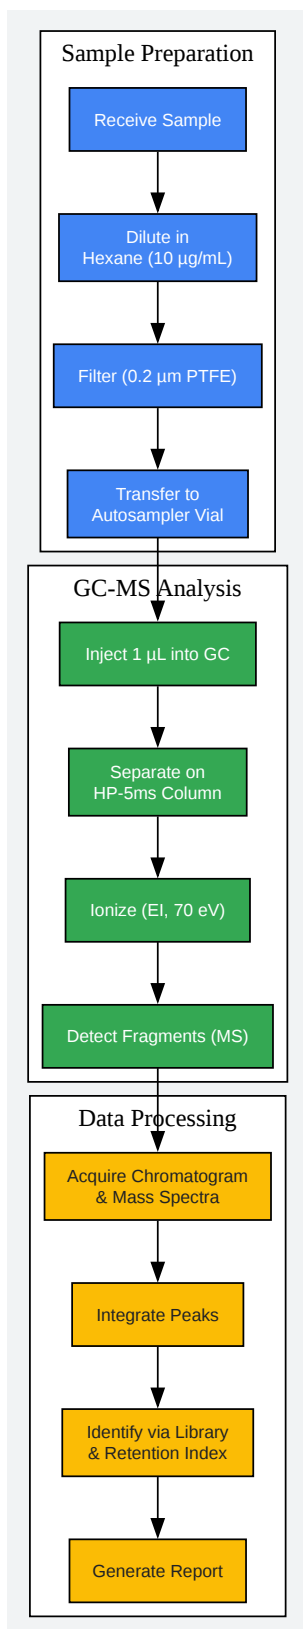 Sample Preparation
Receive Sample
Dilute in
Hexane (10 µg/mL)
Filter (0.2 µm PTFE)
Transfer to
Autosampler Vial
GC-MS Analysis
Inject 1 µL into GC
Separate on
HP-5ms Column
Ionize (EI, 70 eV)
Detect Fragments (MS)
Data Processing
Acquire Chromatogram
& Mass Spectra
Integrate Peaks
Identify via Library
& Retention Index
Generate Report